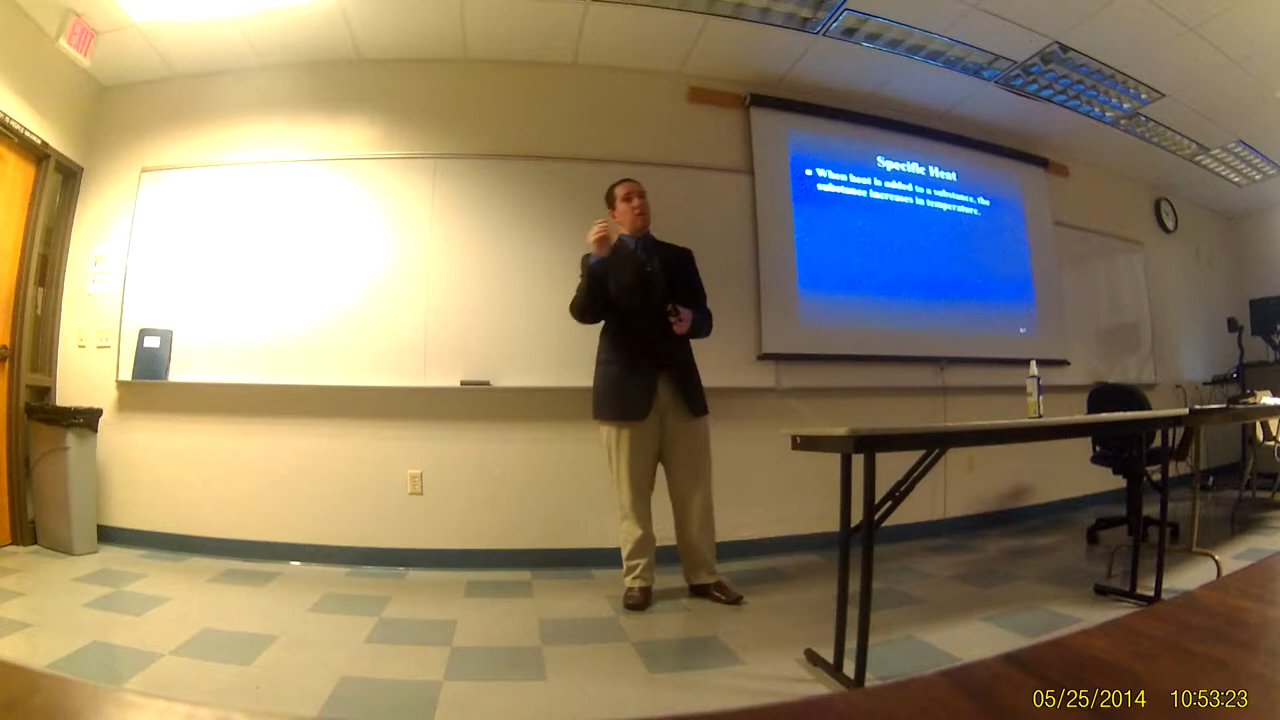 EXIT
Specific Heat
▪ When heat is added to a substance, the
substance increases in temperature.
05/25/2014 10:53:23